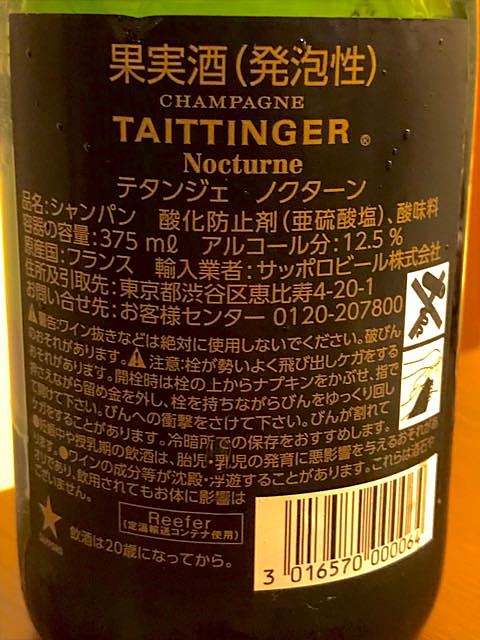 果実酒(発泡性)
CHAMPAGNE
TAITTINGER®
Nocturne
テタンジェ ノクターン
品名:シャンパン 酸化防止剤(亜硫酸塩)、酸味料
容器の容量:375㎖ アルコール分:12.5%
原産国:フランス 輸入業者:サッポロビール株式会社
住所及引取先:東京都渋谷区恵比寿4-20-1
お問い合せ先:お客様センター 0120-207800
⚠警告:ワイン抜きなどは絶対に使用しないでください。破びん
のおそれがあります。⚠注意:栓が勢いよく飛び出しケガをする
おそれがあります。開栓時は栓の上からナプキンをかぶせ、指で
押さえながら留め金を外し、栓を持ちながらびんをゆっくり回し
て開けて下さい。びんへの衝撃をさけて下さい。びんが割れて
ケガをすることがあります。冷暗所での保存をおすすめします。
●妊娠中や授乳期の飲酒は、胎児・乳児の発育に悪影響を与えるおそれがあ
ります。●ワインの成分等が沈殿・浮遊することがあります。これらは酒石や
オリであり、飲用されてもお体に影響は
ございません。
Reefer
(定温輸送コンテナ使用)
SAPPORO
飲酒は20歳になってから。
3 016570 000064